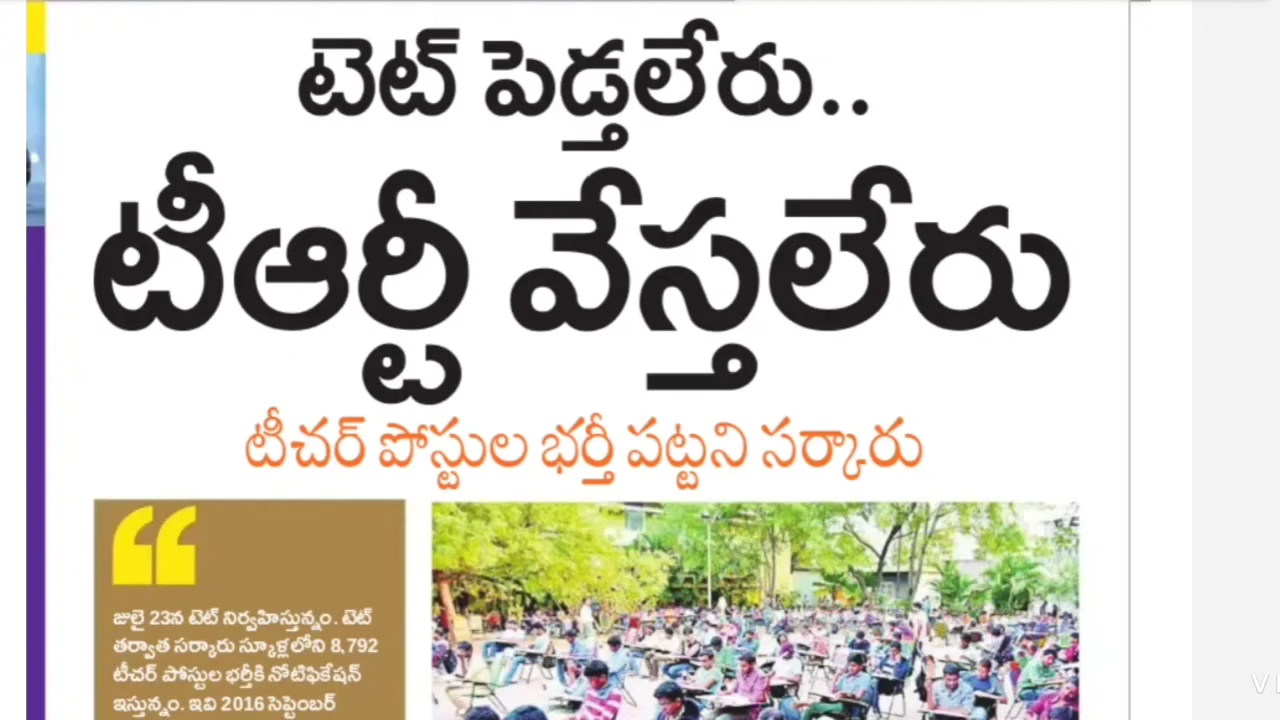 టెట్ పెడ్తలేరు..
టీఆర్టీ వేస్తలేరు
టీచర్ పోస్టుల భర్తీ పట్టని సర్కారు
“
జులై 23న టెట్ నిర్వహిస్తున్నం. టెట్
తర్వాత సర్కారు స్కూళ్లలోని 8,792
టీచర్ పోస్టుల భర్తీకి నోటిఫికేషన్
ఇస్తున్నం. ఇవి 2016 సెప్టెంబర్